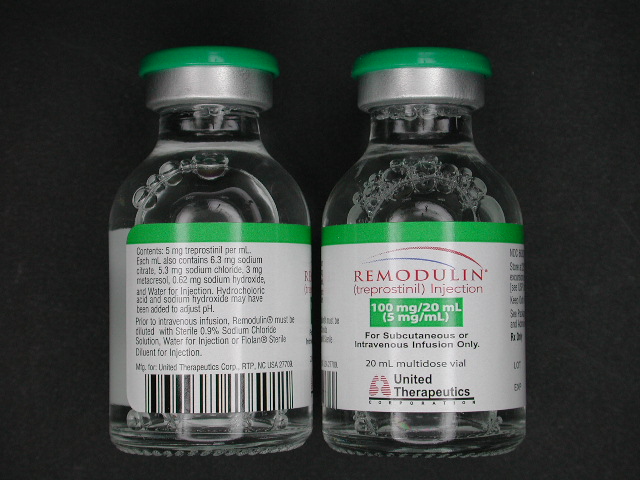 Contents: 5 mg treprostinil per mL.
Each mL also contains 6.3 mg sodium
citrate, 5.3 mg sodium chloride, 3 mg
metacresol, 0.62 mg sodium hydroxide,
and Water for Injection. Hydrochloric
acid and sodium hydroxide may have
been added to adjust pH.
Prior to intravenous infusion, Remodulin® must be
diluted with Sterile 0.9% Sodium Chloride
Solution, Water for Injection or Flolan® Sterile
Diluent for Injection.
Mfg. for: United Therapeutics Corp., RTP, NC USA 27709
REMODULIN®
(treprostinil) Injection
100 mg/20 mL
(5 mg/mL)
For Subcutaneous or
Intravenous Infusion Only.
20 mL multidose vial
United
Therapeutics
CORPORATION
NDC
Store
Rx Only
LOT
EXP